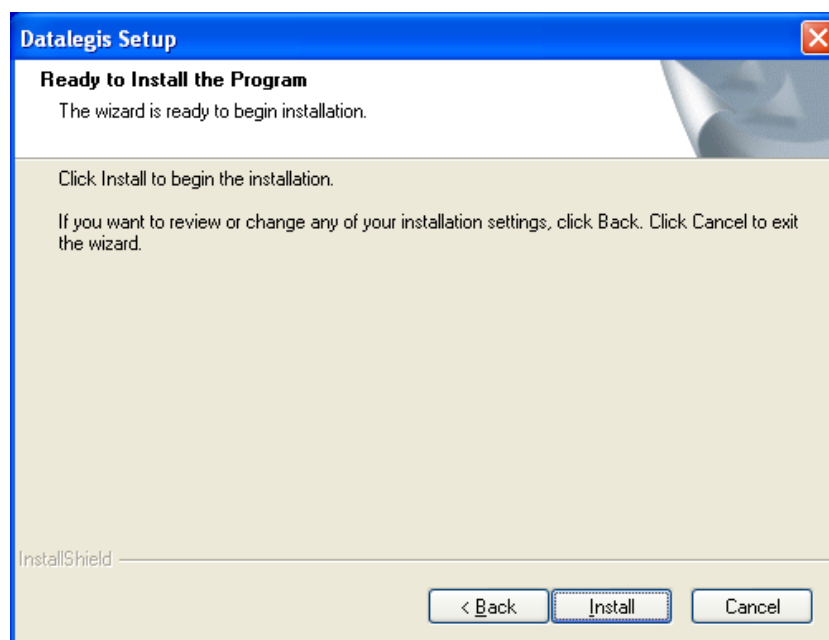 Datalegis Setup
Ready to Install the Program
The wizard is ready to begin installation.
Click Install to begin the installation.
If you want to review or change any of your installation settings, click Back. Click Cancel to exit
the wizard.
InstallShield
< Back
Install
Cancel